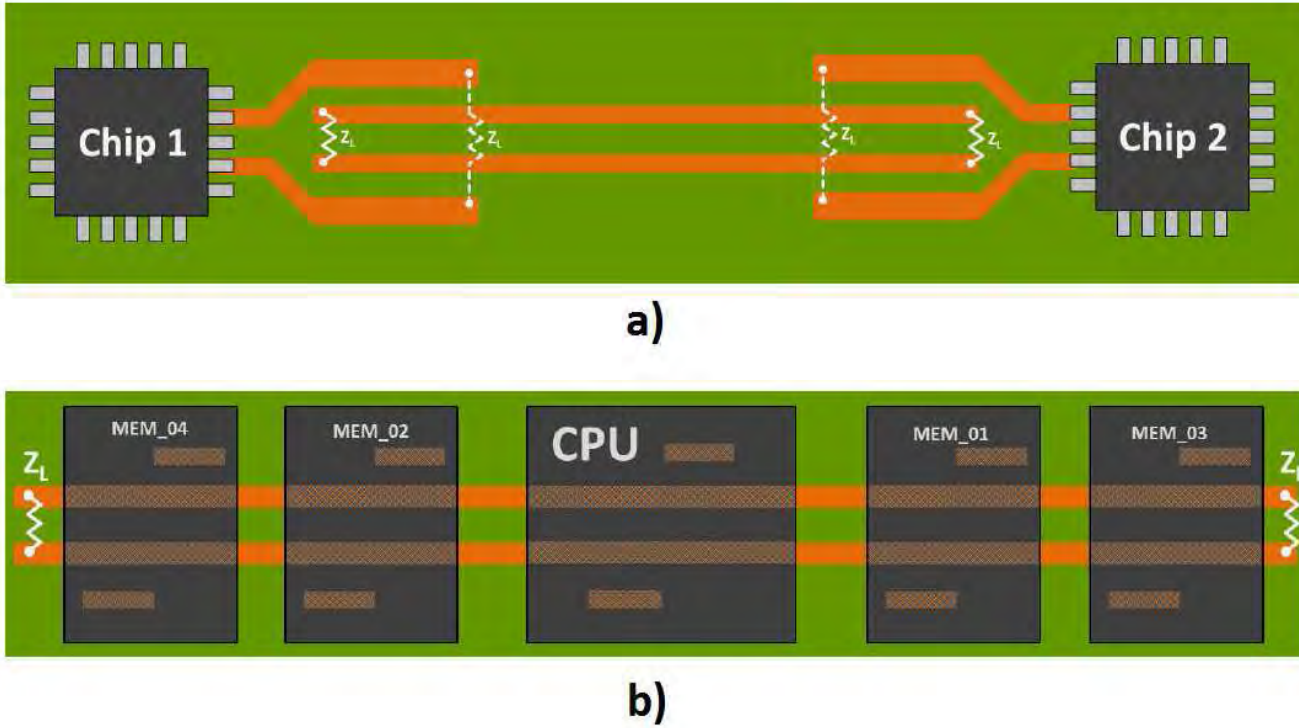 Chip 1
Z_L
Z_L
Z_L
Z_L
Chip 2
a)
MEM_04
MEM_02
CPU
MEM_01
MEM_03
Z_L
b)